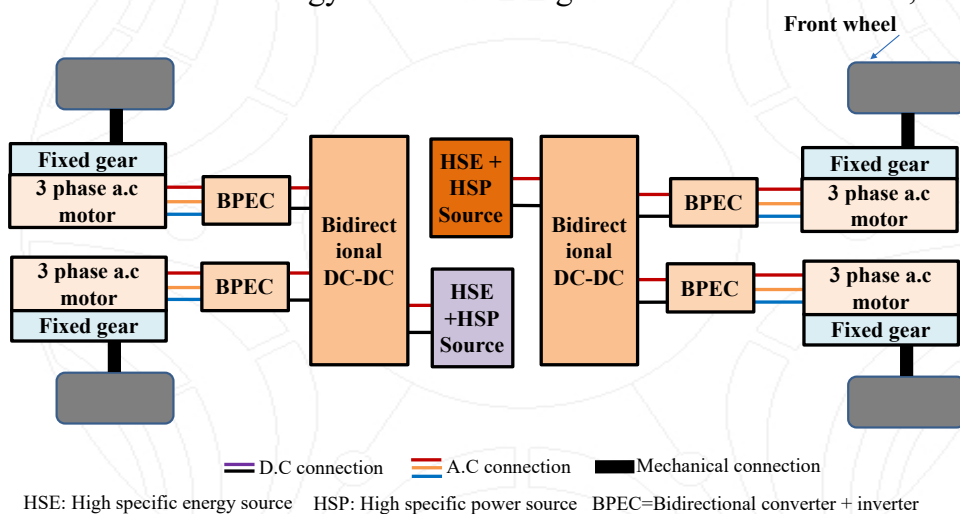 Front wheel
Fixed gear
3 phase a.c
motor
BPEC
3 phase a.c
motor
Fixed gear
BPEC
Bidirect
ional
DC-DC
HSE +
HSP
Source
HSE
+HSP
Source
Bidirect
ional
DC-DC
BPEC
Fixed gear
3 phase a.c
motor
BPEC
3 phase a.c
motor
Fixed gear
D.C connection
A.C connection
Mechanical connection
HSE: High specific energy source HSP: High specific power source BPEC=Bidirectional converter + inverter